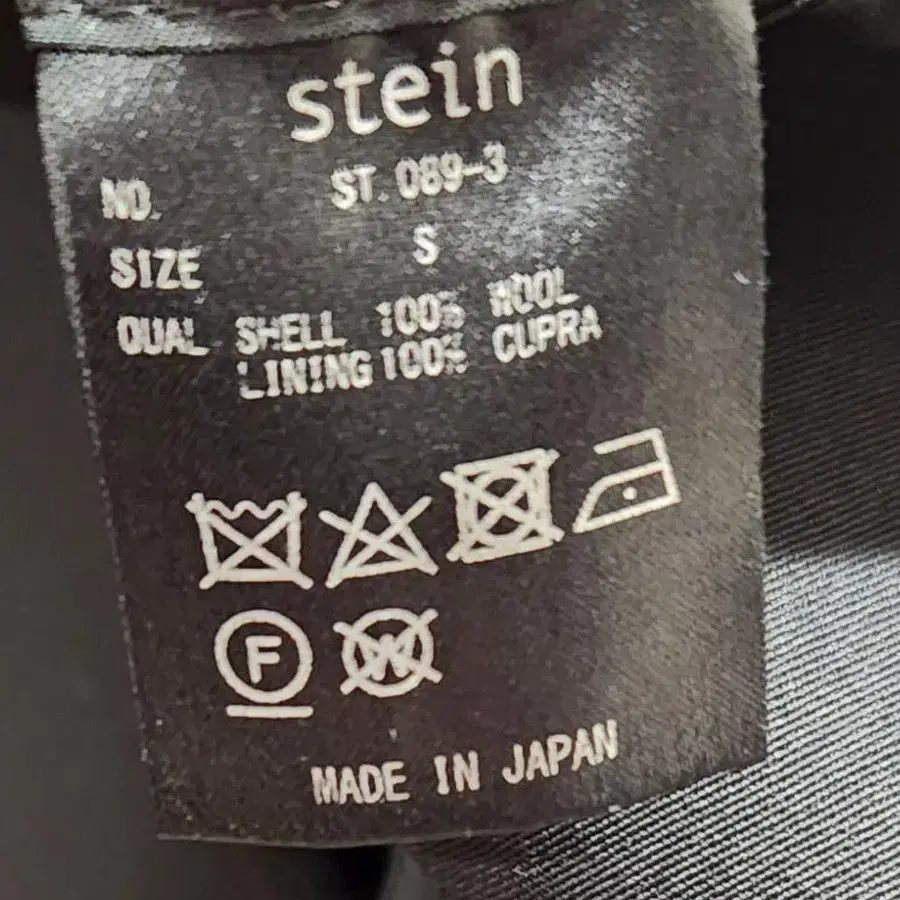 stein
NO. ST.089-3
SIZE S
QUAL SHELL 100% WOOL
LINING 100% CUPRA
F W
MADE IN JAPAN